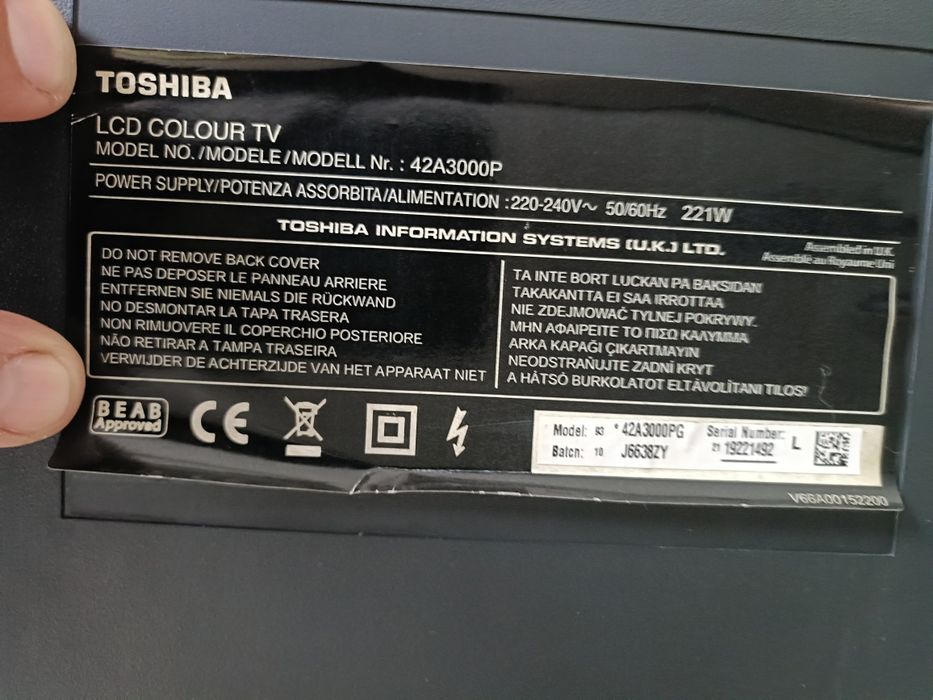 TOSHIBA
LCD COLOUR TV
MODEL NO./MODELE/MODELL Nr. : 42A3000P
POWER SUPPLY/POTENZA ASSORBITA/ALIMENTATION :220-240V~ 50/60Hz 221W
TOSHIBA INFORMATION SYSTEMS (U.K.) LTD.
Assembled in U.K.
Assemblé au Royaume Uni
DO NOT REMOVE BACK COVER
NE PAS DEPOSER LE PANNEAU ARRIERE
ENTFERNEN SIE NIEMALS DIE RÜCKWAND
NO DESMONTAR LA TAPA TRASERA
NON RIMUOVERE IL COPERCHIO POSTERIORE
NÃO RETIRAR A TAMPA TRASEIRA
VERWIJDER DE ACHTERZIJDE VAN HET APPARAAT NIET
TA INTE BORT LUCKAN PA BAKSIDAN
TAKAKANTTA EI SAA IRROTTAA
NIE ZDEJMOWAĆ TYLNEJ POKRYWY.
ΜΗΝ ΑΦΑΙΡΕΙΤΕ ΤΟ ΠΙΣΩ ΚΑΛΥΜΜΑ
ARKA KAPAĞI ÇIKARTMAYIN
NEODSTRAŇUJTE ZADNÍ KRYT
A HÁTSÓ BURKOLATOT ELTÁVOLÍTANI TILOS!
BEAB
Approved
CE
Model: 93 *42A3000PG
Batch: 10 J6638ZY
Serial Number:
21 19221492
L
V66A00152200